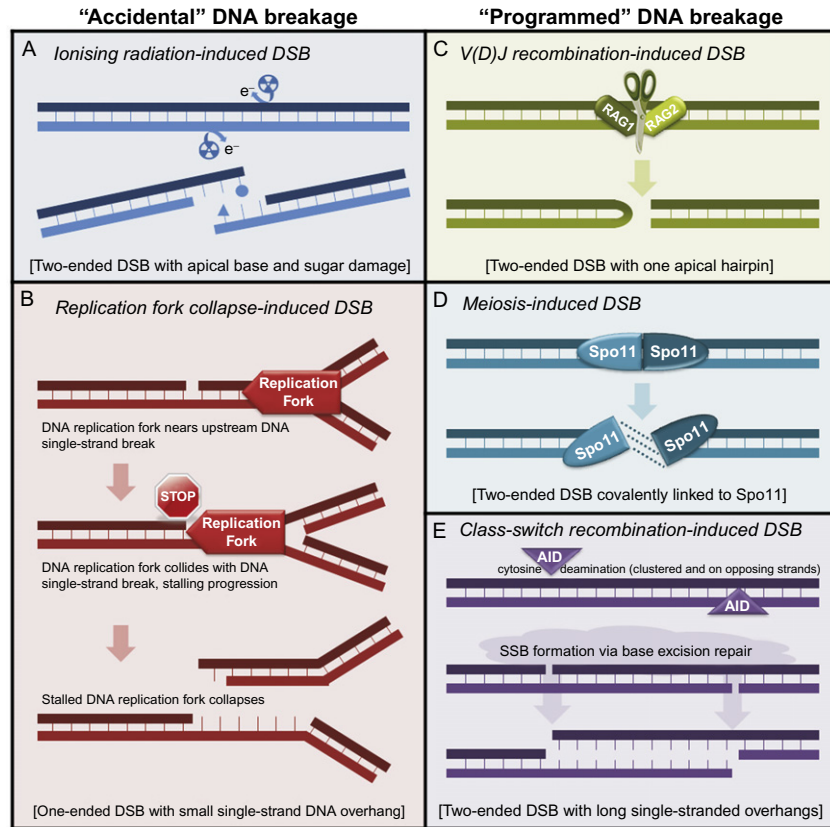 “Accidental” DNA breakage
A Ionising radiation-induced DSB
e–
e–
[Two-ended DSB with apical base and sugar damage]
B Replication fork collapse-induced DSB
Replication
Fork
DNA replication fork nears upstream DNA
single-strand break
STOP
Replication
Fork
DNA replication fork collides with DNA
single-strand break, stalling progression
Stalled DNA replication fork collapses
[One-ended DSB with small single-strand DNA overhang]
“Programmed” DNA breakage
C V(D)J recombination-induced DSB
RAG1 RAG2
[Two-ended DSB with one apical hairpin]
D Meiosis-induced DSB
Spo11 Spo11
Spo11 Spo11
[Two-ended DSB covalently linked to Spo11]
E Class-switch recombination-induced DSB
AID
cytosine deamination (clustered and on opposing strands)
AID
SSB formation via base excision repair
[Two-ended DSB with long single-stranded overhangs]